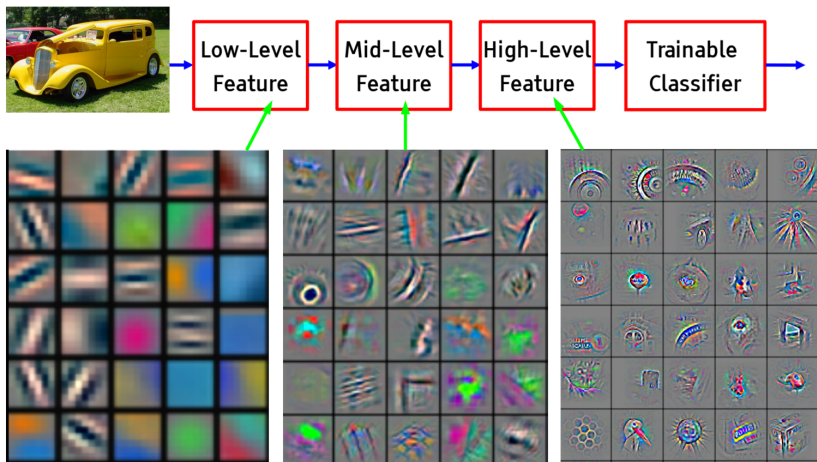 Low-Level
Feature
Mid-Level
Feature
High-Level
Feature
Trainable
Classifier